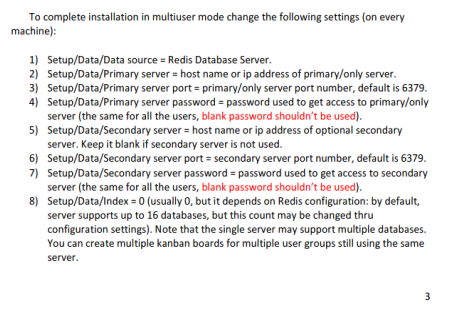 To complete installation in multiuser mode change the following settings (on every
machine):
1) Setup/Data/Data source = Redis Database Server.
2) Setup/Data/Primary server = host name or ip address of primary/only server.
3) Setup/Data/Primary server port = primary/only server port number, default is 6379.
4) Setup/Data/Primary server password = password used to get access to primary/only
server (the same for all the users, blank password shouldn't be used).
5) Setup/Data/Secondary server = host name or ip address of optional secondary
server. Keep it blank if secondary server is not used.
6) Setup/Data/Secondary server port = secondary server port number, default is 6379.
7) Setup/Data/Secondary server password = password used to get access to secondary
server (the same for all the users, blank password shouldn't be used).
8) Setup/Data/Index = 0 (usually 0, but it depends on Redis configuration: by default,
server supports up to 16 databases, but this count may be changed thru
configuration settings). Note that the single server may support multiple databases.
You can create multiple kanban boards for multiple user groups still using the same
server.
3